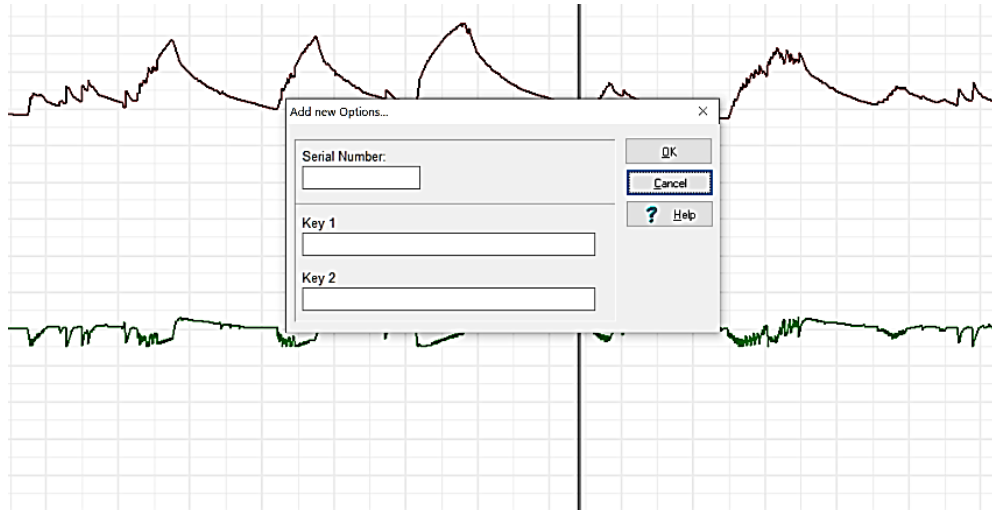 Add new Options...
Serial Number:
OK
Cancel
? Help
Key 1
Key 2